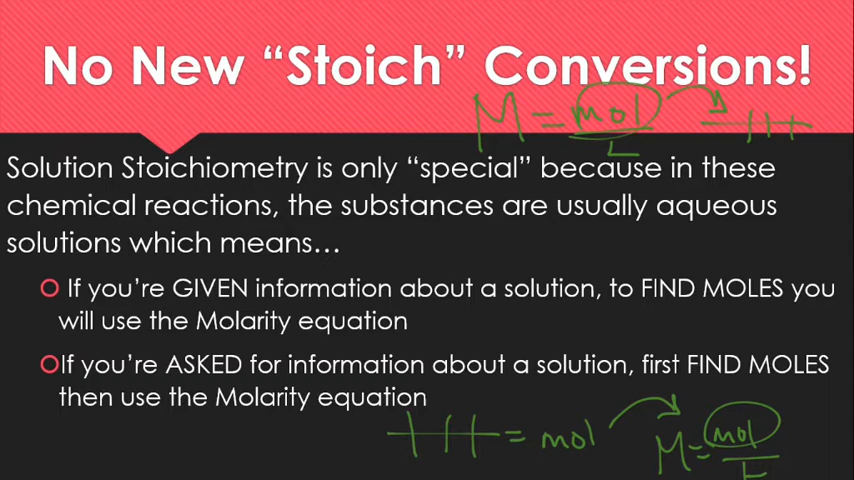 No New “Stoich” Conversions!
M = mol
L
Solution Stoichiometry is only “special” because in these
chemical reactions, the substances are usually aqueous
solutions which means…
If you’re GIVEN information about a solution, to FIND MOLES you
will use the Molarity equation
If you’re ASKED for information about a solution, first FIND MOLES
then use the Molarity equation
= mol
M = mol
L